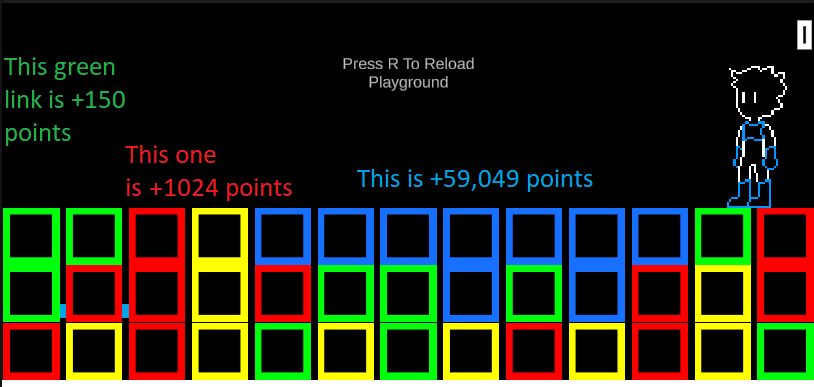 This green
link is +150
points
Press R To Reload
Playground
This one
is +1024 points
This is +59,049 points